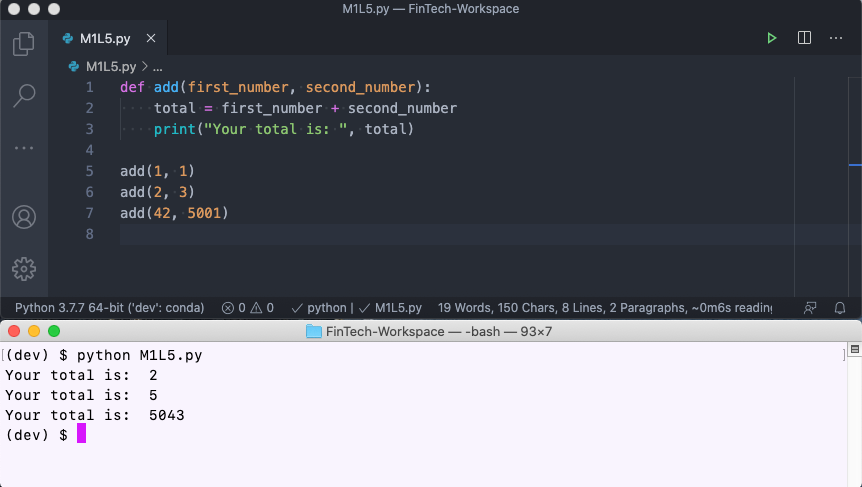 M1L5.py — FinTech-Workspace
M1L5.py
M1L5.py > ...
1 def add(first_number, second_number):
2 total = first_number + second_number
3 print("Your total is: ", total)
4
5 add(1, 1)
6 add(2, 3)
7 add(42, 5001)
8
Python 3.7.7 64-bit ('dev': conda) 0 0 python | M1L5.py 19 Words, 150 Chars, 8 Lines, 2 Paragraphs, ~0m6s reading
FinTech-Workspace — -bash — 93×7
(dev) $ python M1L5.py
Your total is:  2
Your total is:  5
Your total is:  5043
(dev) $